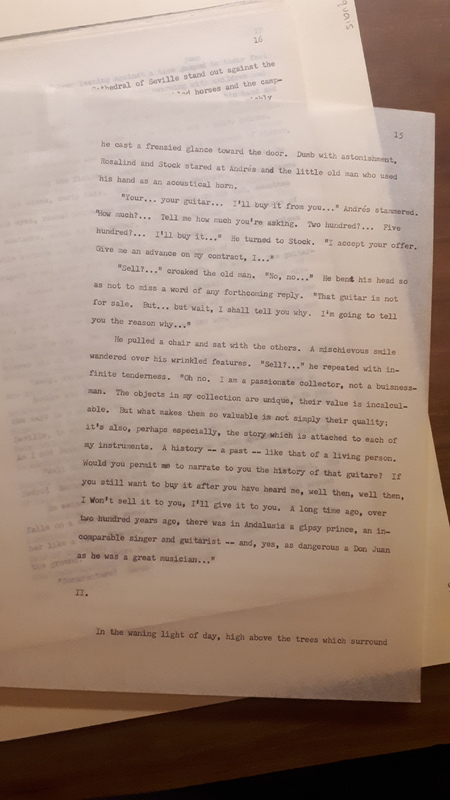 16
thedral of Seville stand out against the
horses and the camp-
15
he cast a frenzied glance toward the door.  Dumb with astonishment,
Rosalind and Stock stared at Andrés and the little old man who used
his hand as an acoustical horn.
"Your... your guitar...  I'll buy it from you..." Andrés stammered.
"How much?...  Tell me how much you're asking.  Two hundred?...  Five
hundred?...  I'll buy it..."  He turned to Stock.  "I accept your offer.
Give me an advance on my contract, I..."
"Sell?..." croaked the old man.  "No, no..."  He bent his head so
as not to miss a word of any forthcoming reply.  "That guitar is not
for sale.  But... but wait, I shall tell you why.  I'm going to tell
you the reason why..."
He pulled a chair and sat with the others.  A mischievous smile
wandered over his wrinkled features.  "Sell?..." he repeated with in-
finite tenderness.  "Oh no.  I am a passionate collector, not a buisness-
man.  The objects in my collection are unique, their value is incalcul-
able.  But what makes them so valuable is not simply their quality;
it's also, perhaps especially, the story which is attached to each of
my instruments.  A history -- a past -- like that of a living person.
Would you permit me to narrate to you the history of that guitare?  If
you still want to buy it after you have heard me, well then, well then,
I Won't sell it to you, I'll give it to you.  A long time ago, over
two hundred years ago, there was in Andalusia a gipsy prince, an in-
comparable singer and guitarist -- and, yes, as dangerous a Don Juan
as he was a great musician..."
II.
In the waning light of day, high above the trees which surround